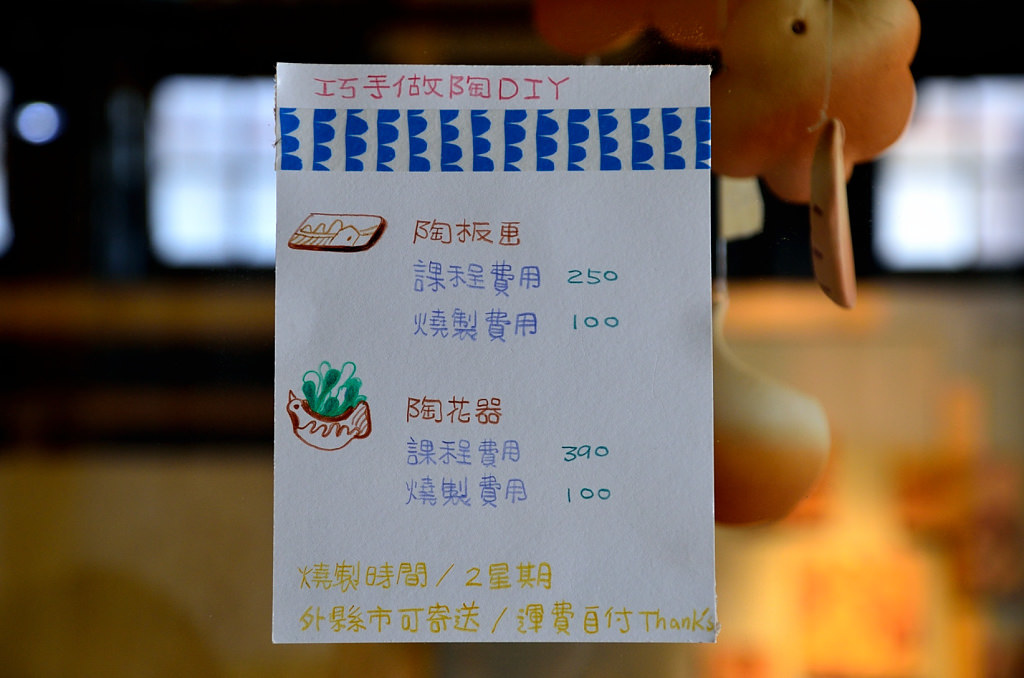 巧手做陶DIY
陶板画
課程費用 250
燒製費用 100
陶花器
課程費用 390
燒製費用 100
燒製時間/2星期
外縣市可寄送/運費自付Thank's